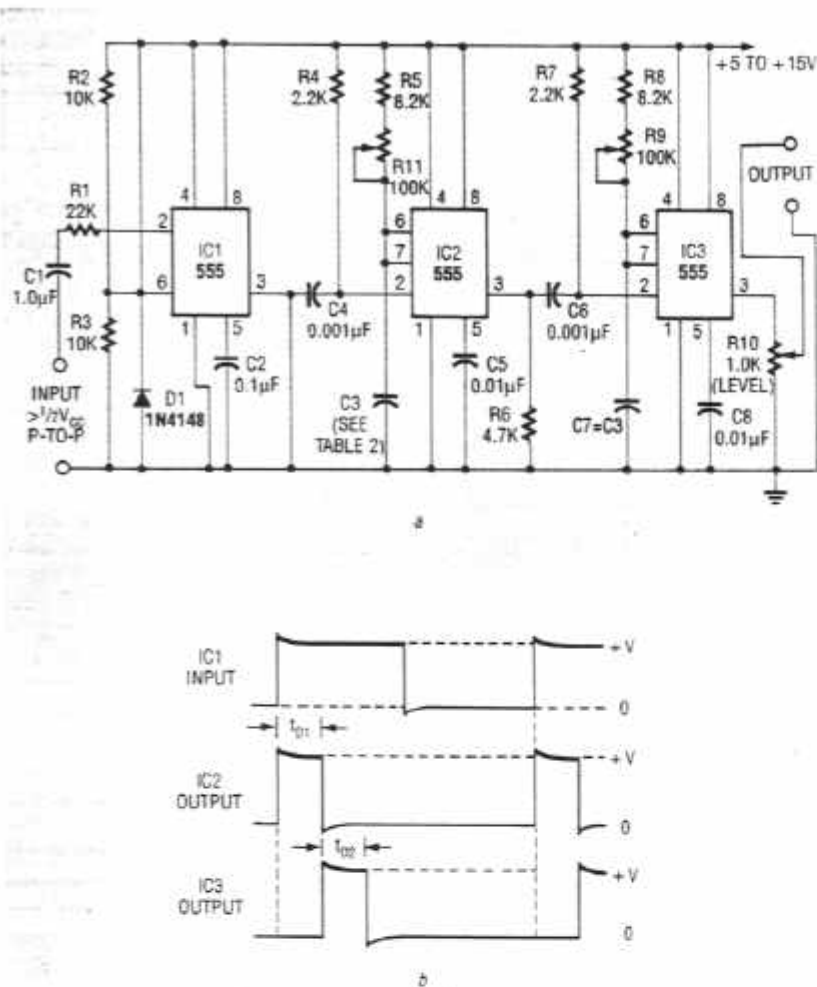 +5 TO +15V
R2
10K
R4
2.2K
R5
8.2K
R7
2.2K
R8
8.2K
R11
100K
R9
100K
OUTPUT
R1
22K
4
8
2
IC1
555
6
3
1
5
4
8
6
7
IC2
555
2
3
1
5
4
8
6
7
IC3
555
2
3
1
5
C1
1.0µF
R3
10K
C4
0.001µF
C6
0.001µF
R10
1.0K
(LEVEL)
INPUT
>1/2VCC
P-TO-P
D1
1N4148
C2
0.1µF
C3
(SEE
TABLE 2)
C5
0.01µF
R6
4.7K
C7=C3
C8
0.01µF
a
IC1
INPUT
+V
0
tD1
IC2
OUTPUT
+V
0
tD2
IC3
OUTPUT
+V
0
b